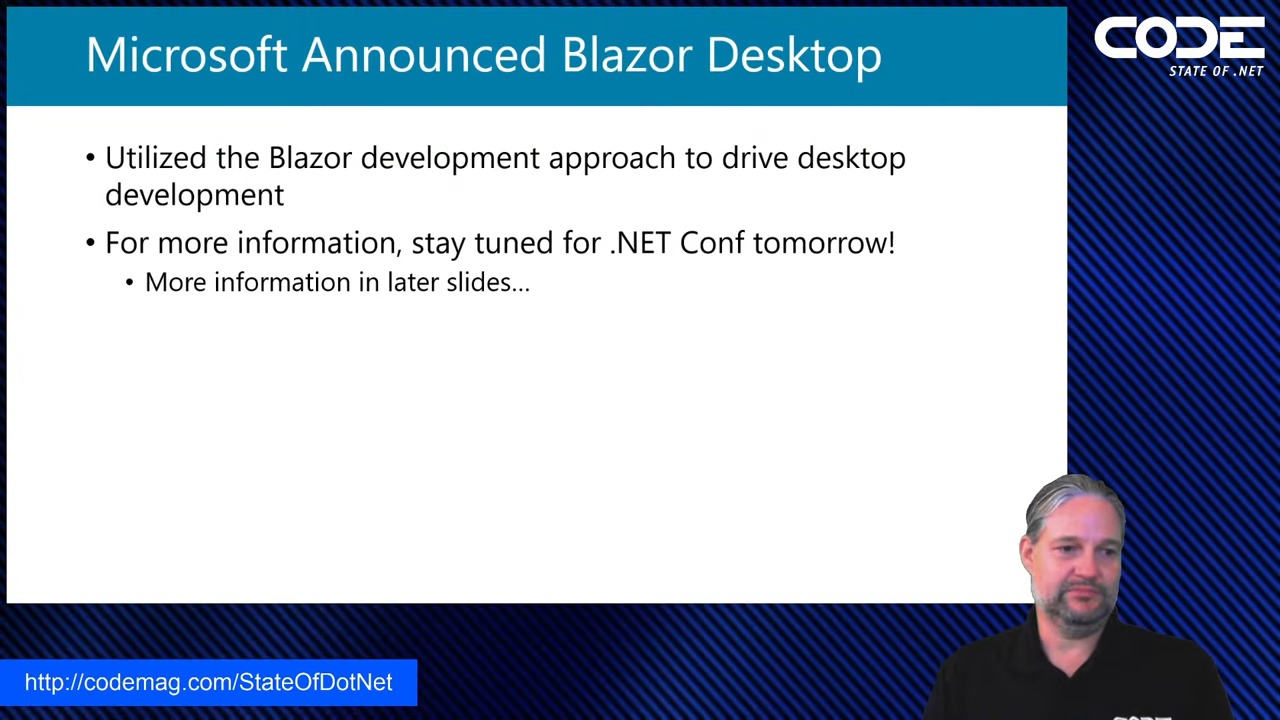 Microsoft Announced Blazor Desktop
CODE
STATE OF .NET
• Utilized the Blazor development approach to drive desktop
development
• For more information, stay tuned for .NET Conf tomorrow!
• More information in later slides...
http://codemag.com/StateOfDotNet
CODE